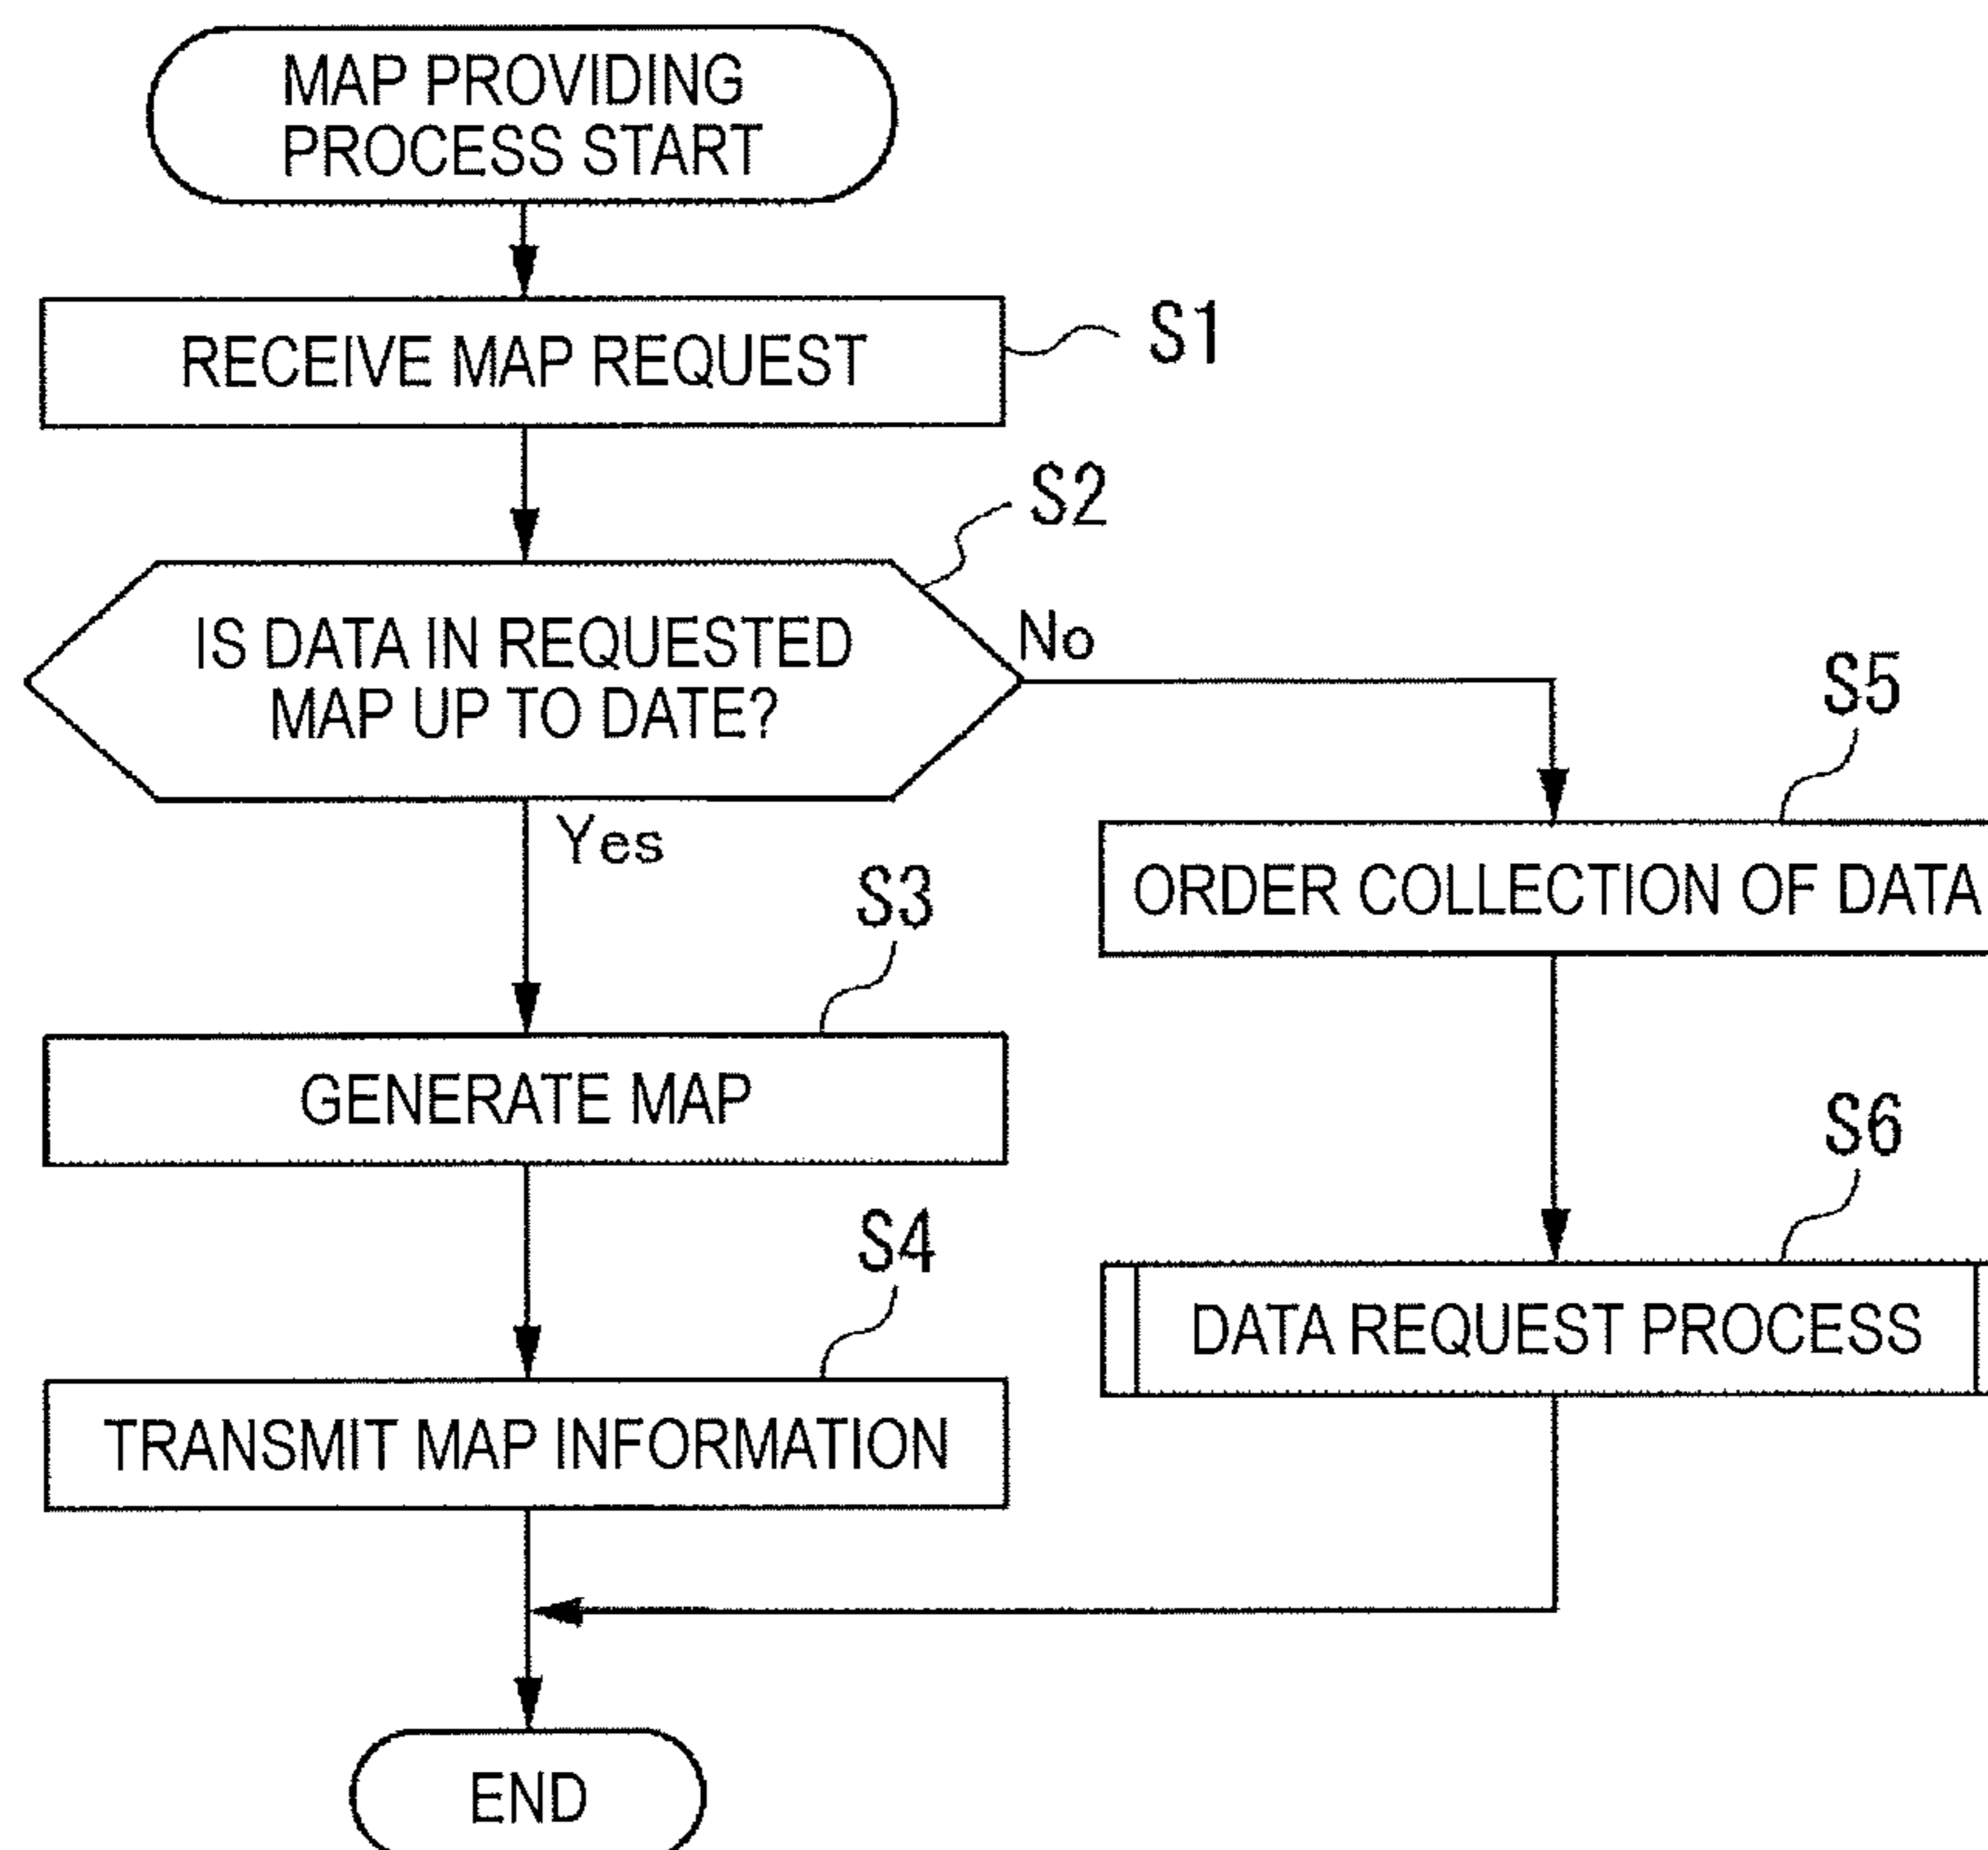 MAP PROVIDING
PROCESS START
RECEIVE MAP REQUEST
S1
S2
IS DATA IN REQUESTED
MAP UP TO DATE?
No
Yes
S5
ORDER COLLECTION OF DATA
S3
GENERATE MAP
S6
DATA REQUEST PROCESS
S4
TRANSMIT MAP INFORMATION
END